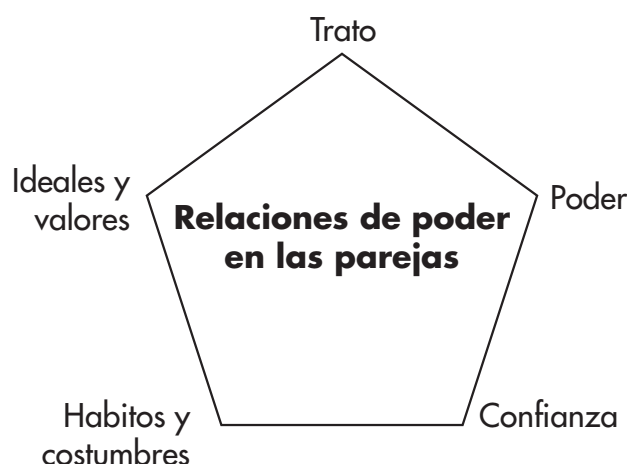 Trato
Ideales y
valores
Relaciones de poder
en las parejas
Poder
Habitos y
costumbres
Confianza